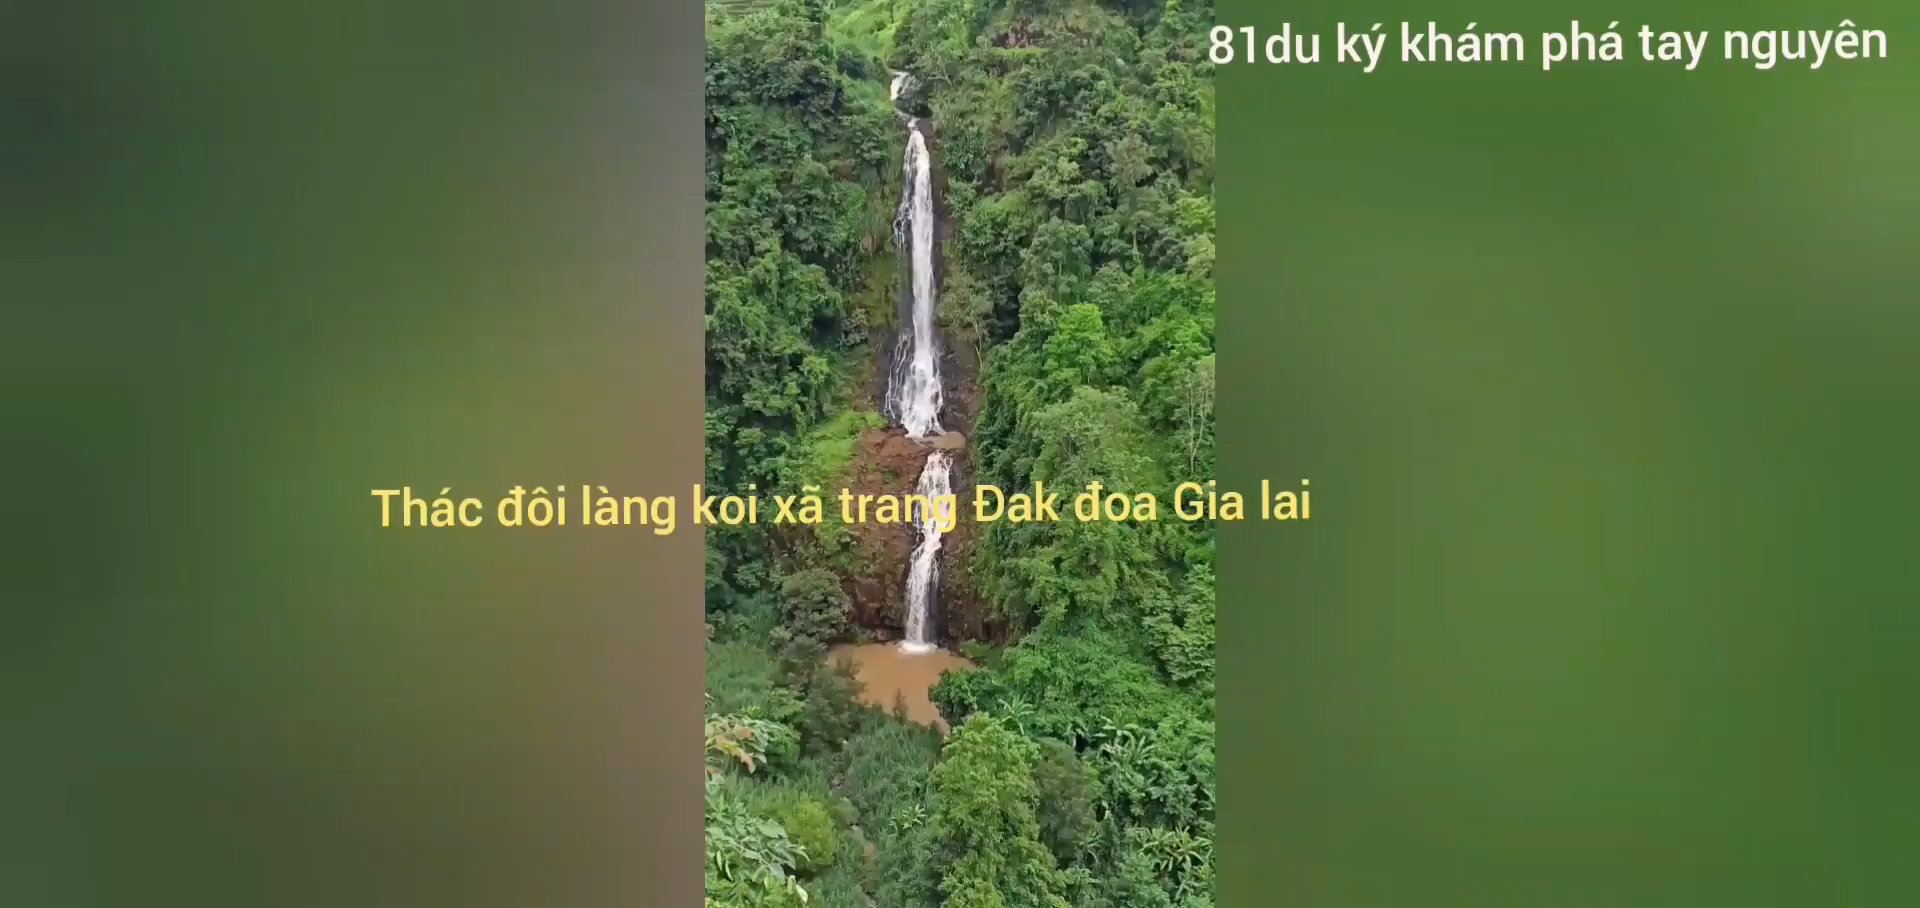 81du ký khám phá tay nguyên
Thác đôi làng koi xã trang Đak đoa Gia lai